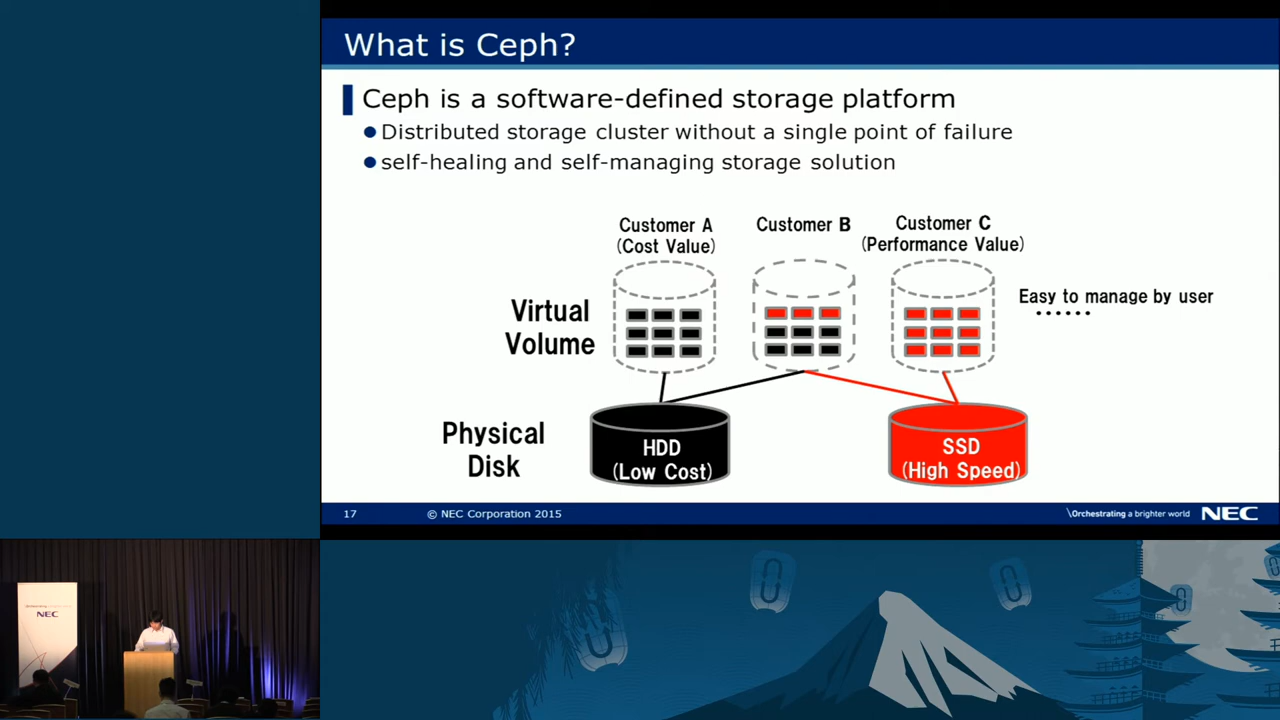 What is Ceph?
Ceph is a software-defined storage platform
Distributed storage cluster without a single point of failure
self-healing and self-managing storage solution
Customer A
(Cost Value)
Customer B
Customer C
(Performance Value)
Easy to manage by user
......
Virtual
Volume
Physical
Disk
HDD
(Low Cost)
SSD
(High Speed)
17
© NEC Corporation 2015
\Orchestrating a brighter world
NEC
NEC